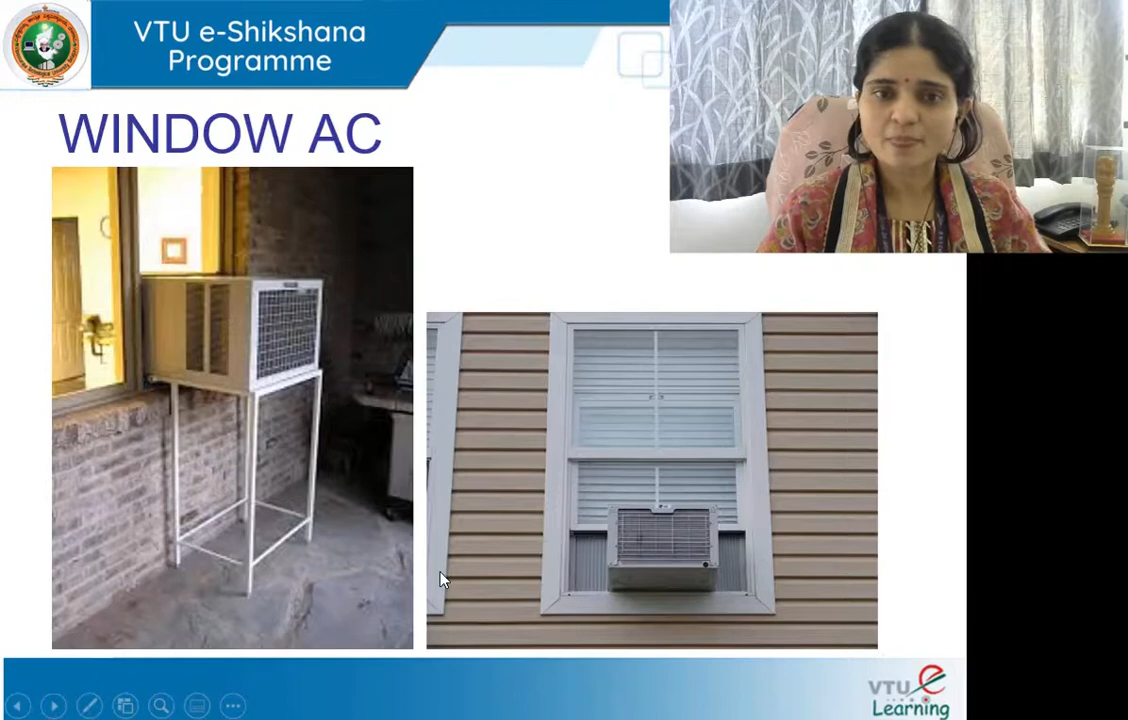 VTU e-Shikshana
Programme
WINDOW AC
VTU
Learning